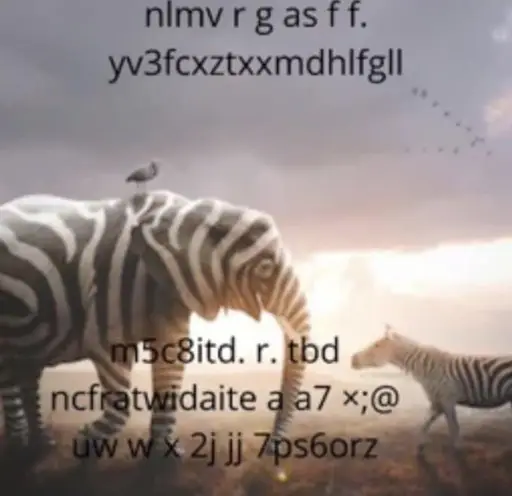 nlmv r g as f f.
yv3fcxztxxmdhlfgll
m5c8itd. r. tbd
ncfratwidaite a a7 ×;@
uw w x 2j jj 7ps6orz